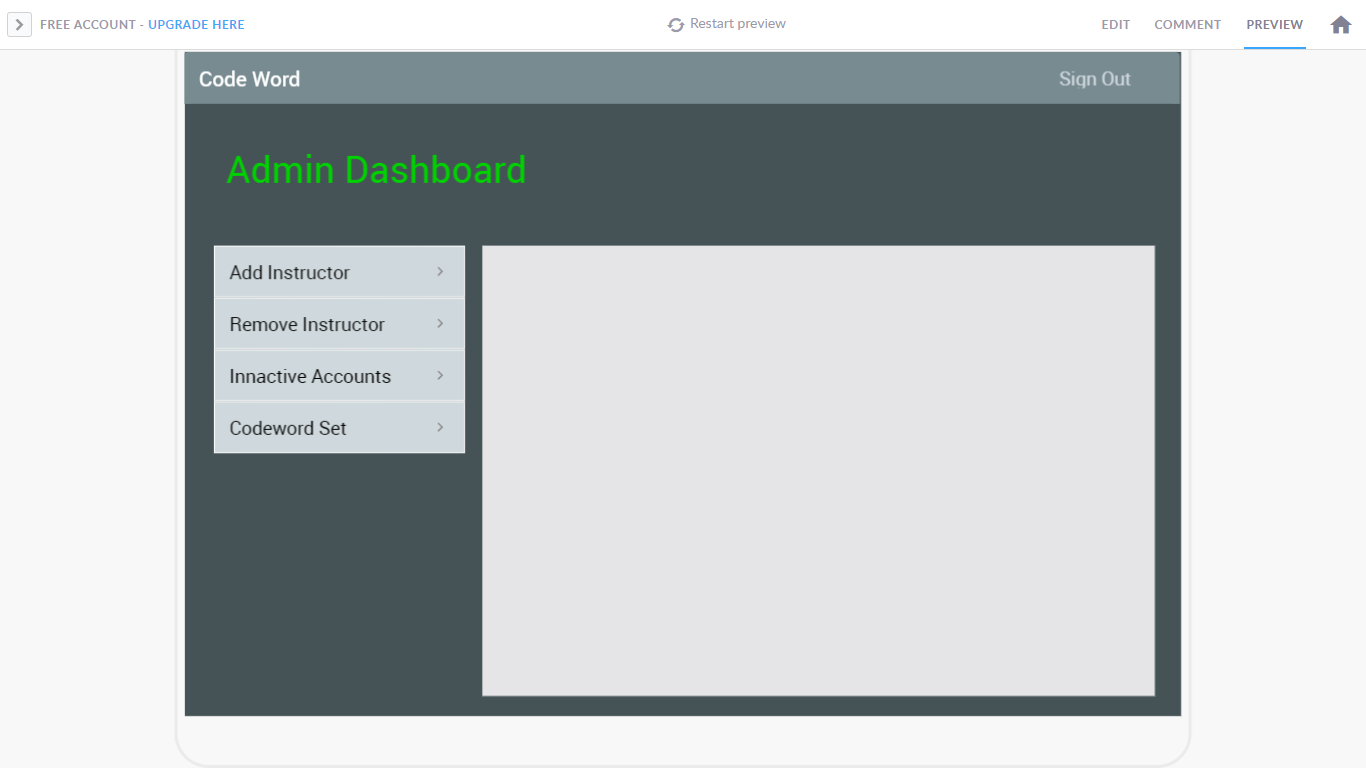 FREE ACCOUNT - UPGRADE HERE
Restart preview
EDIT
COMMENT
PREVIEW
Code Word
Sign Out
Admin Dashboard
Add Instructor
Remove Instructor
Innactive Accounts
Codeword Set